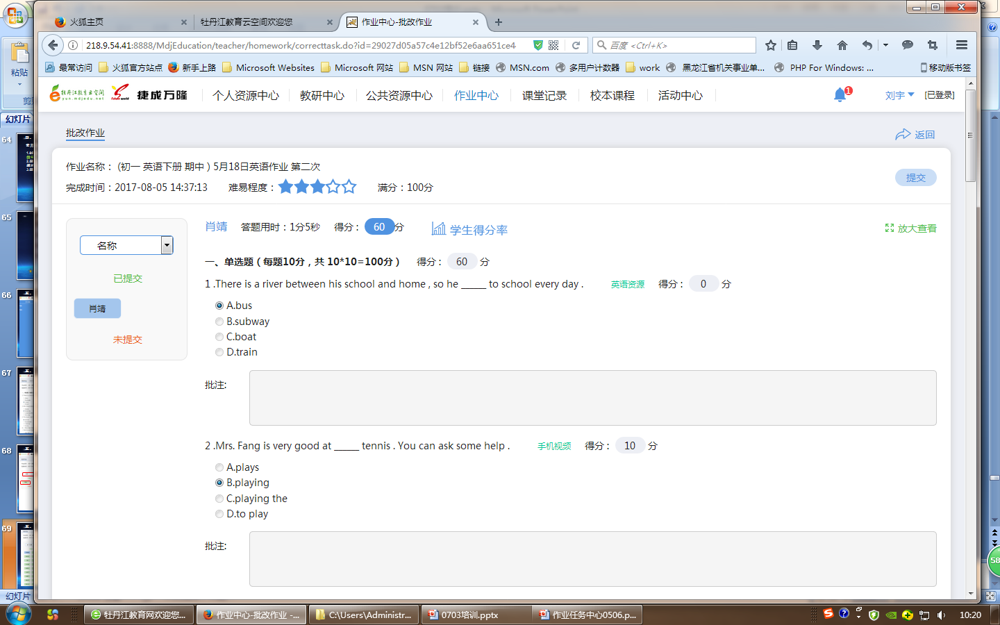 火狐主页
牡丹江教育云空间欢迎您
作业中心-批改作业
218.9.54.41:8888/MdjEducation/teacher/homework/correcttask.do?id=29027d05a57c4e12bf52e6aa651ce4
百度 <Ctrl+K>
最常访问 火狐官方站点 新手上路 Microsoft Websites Microsoft 网站 MSN 网站 链接 MSN.com 多用户计数器 work 黑龙江省机关事业单... PHP For Windows: ... 移动版书签
牡丹江教育云空间
yun.mdjedu.net
捷成万隆
个人资源中心 教研中心 公共资源中心 作业中心 课堂记录 校本课程 活动中心 1 刘宇 [已登录]
批改作业
返回
作业名称： (初一 英语下册 期中 ) 5月18日英语作业 第二次
完成时间：2017-08-05 14:37:13 难易程度： 满分：100分
提交
名称
已提交
肖靖
未提交
肖靖 答题用时：1分5秒 得分： 60 分 学生得分率
放大查看
一、单选题（每题10分，共 10*10=100分） 得分： 60 分
1 .There is a river between his school and home , so he _____ to school every day . 英语资源 得分： 0 分
A.bus
B.subway
C.boat
D.train
批注:
2 .Mrs. Fang is very good at _____ tennis . You can ask some help . 手机视频 得分： 10 分
A.plays
B.playing
C.playing the
D.to play
批注:
粘贴
幻灯片
64
65
66
67
68
69
幻灯片
58
牡丹江教育网欢迎您...
作业中心-批改作业 -...
C:\Users\Administr...
0703培训.pptx
作业任务中心0506.p...
10:20